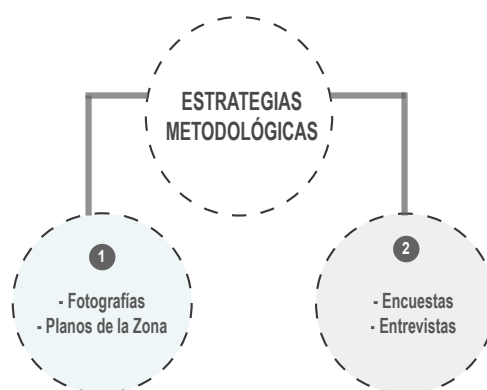 ESTRATEGIAS
METODOLÓGICAS
1
- Fotografías
- Planos de la Zona
2
- Encuestas
- Entrevistas